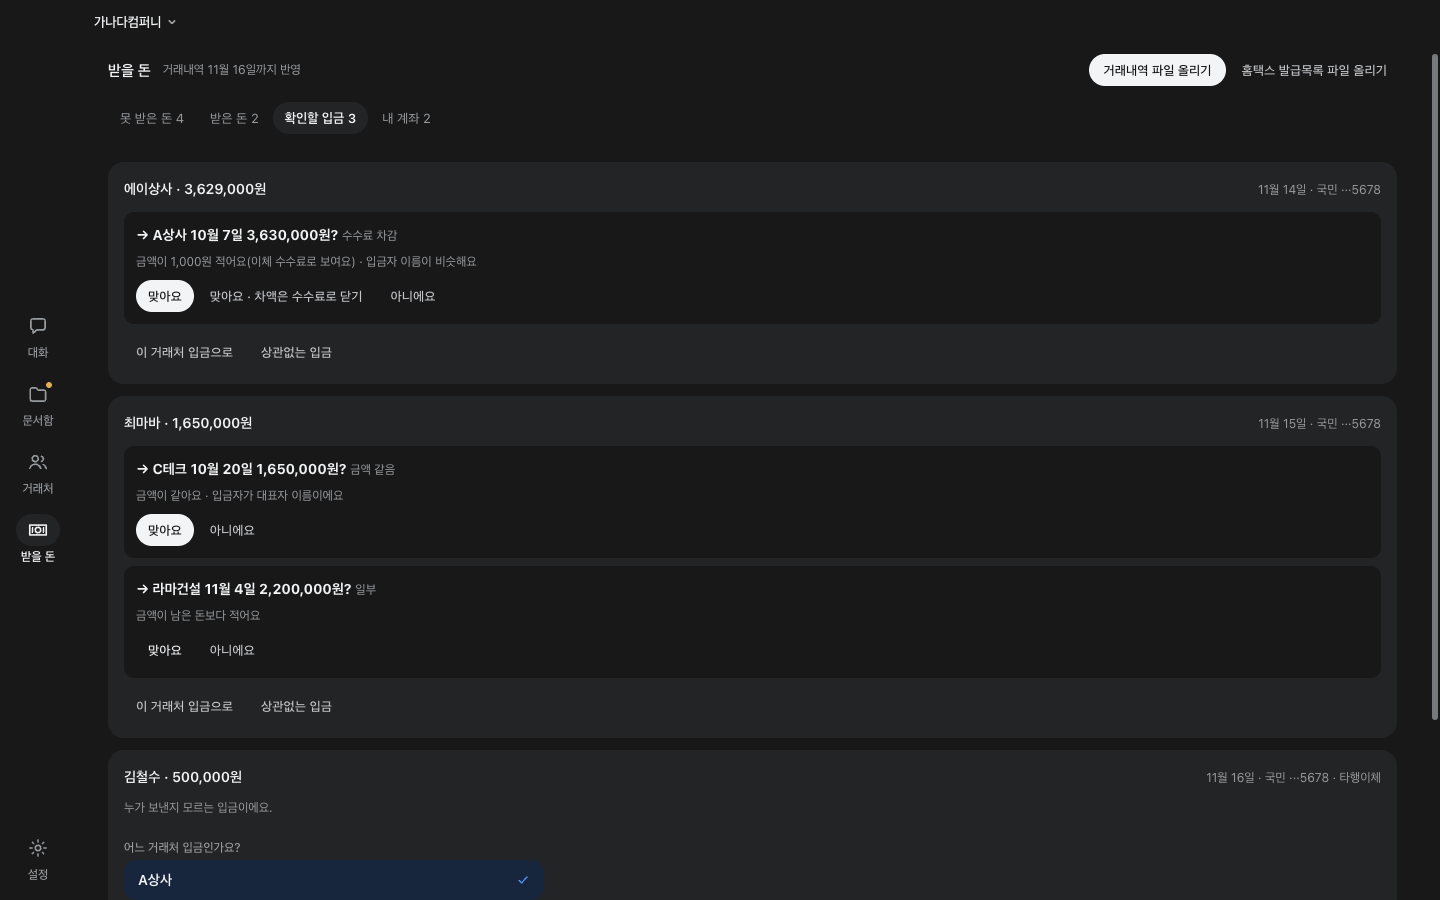 가나다컴퍼니
받을 돈 거래내역 11월 16일까지 반영
거래내역 파일 올리기 홈택스 발급목록 파일 올리기
못 받은 돈 4 받은 돈 2 확인할 입금 3 내 계좌 2
에이상사 · 3,629,000원 11월 14일 · 국민 ···5678
→ A상사 10월 7일 3,630,000원? 수수료 차감
금액이 1,000원 적어요(이체 수수료로 보여요) · 입금자 이름이 비슷해요
맞아요 맞아요 · 차액은 수수료로 닫기 아니에요
이 거래처 입금으로 상관없는 입금
최마바 · 1,650,000원 11월 15일 · 국민 ···5678
→ C테크 10월 20일 1,650,000원? 금액 같음
금액이 같아요 · 입금자가 대표자 이름이에요
맞아요 아니에요
→ 라마건설 11월 4일 2,200,000원? 일부
금액이 남은 돈보다 적어요
맞아요 아니에요
이 거래처 입금으로 상관없는 입금
김철수 · 500,000원 11월 16일 · 국민 ···5678 · 타행이체
누가 보낸지 모르는 입금이에요.
어느 거래처 입금인가요?
A상사
대화
문서함
거래처
받을 돈
설정